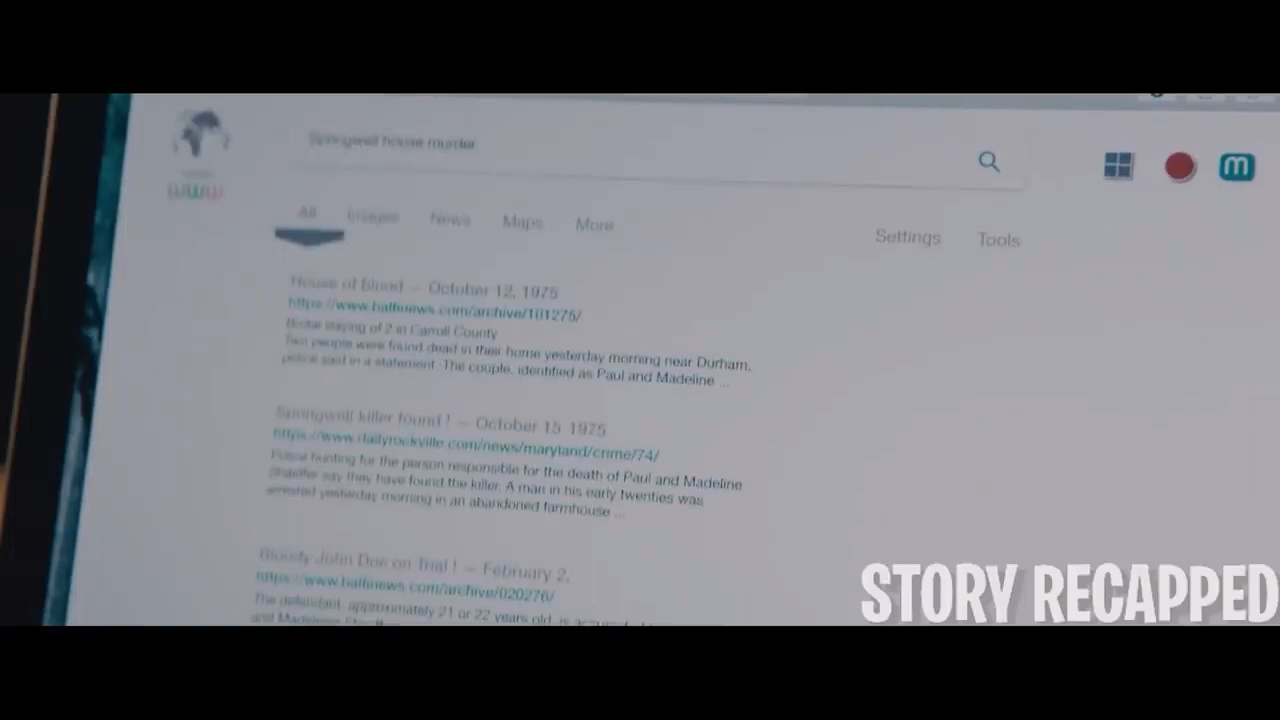 www
Springwell house murder
All Images News Maps More
Settings Tools
m
House of Blood — October 12, 1975
https://www.baltinews.com/archive/101275/
Brutal slaying of 2 in Carroll County
Two people were found dead in their home yesterday morning near Durham,
police said in a statement. The couple, identified as Paul and Madeline ...
Springwell killer found ! — October 15 1975
https://www.dailyrockville.com/news/maryland/crime/74/
Police hunting for the person responsible for the death of Paul and Madeline
say they have found the killer. A man in his early twenties was
arrested yesterday morning in an abandoned farmhouse ...
Bloody John Doe on Trial ! — February 2,
https://www.baltinews.com/archive/020276/
The defendant, approximately 21 or 22 years old, is
and Madeline
STORY RECAPPED